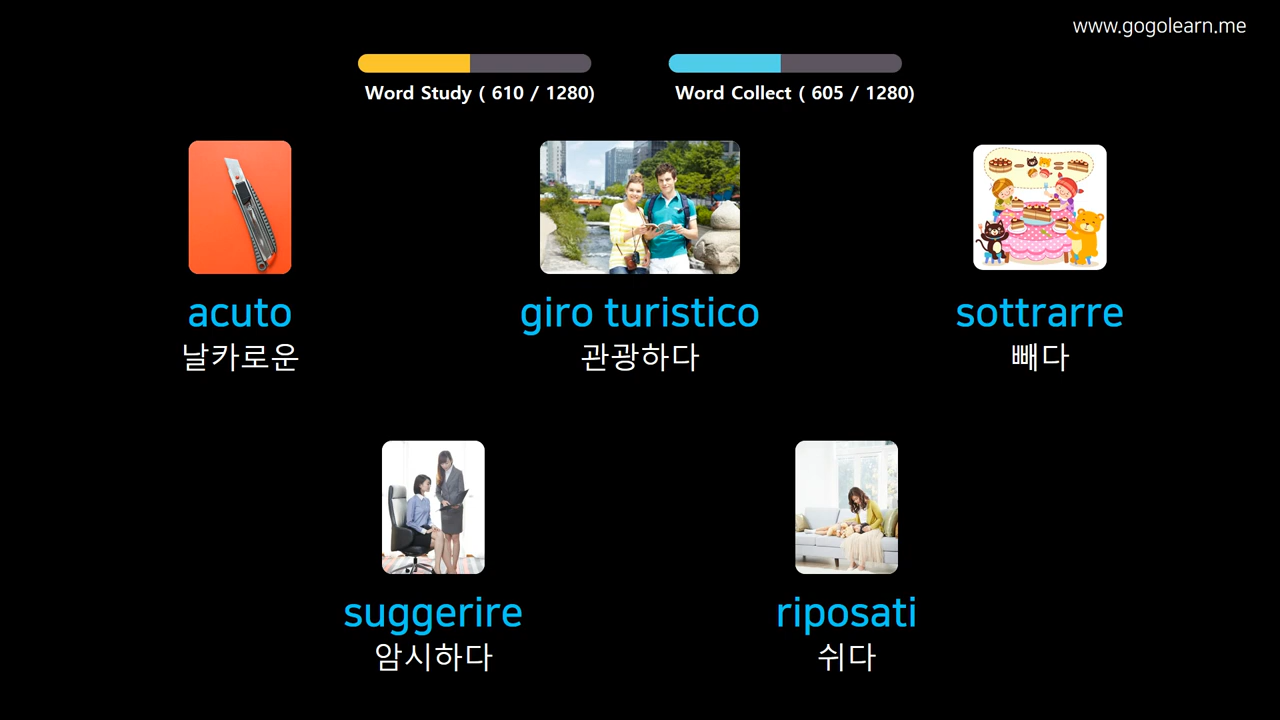 www.gogolearn.me
Word Study ( 610 / 1280)
Word Collect ( 605 / 1280)
acuto
날카로운
giro turistico
관광하다
sottrarre
빼다
suggerire
암시하다
riposati
쉬다